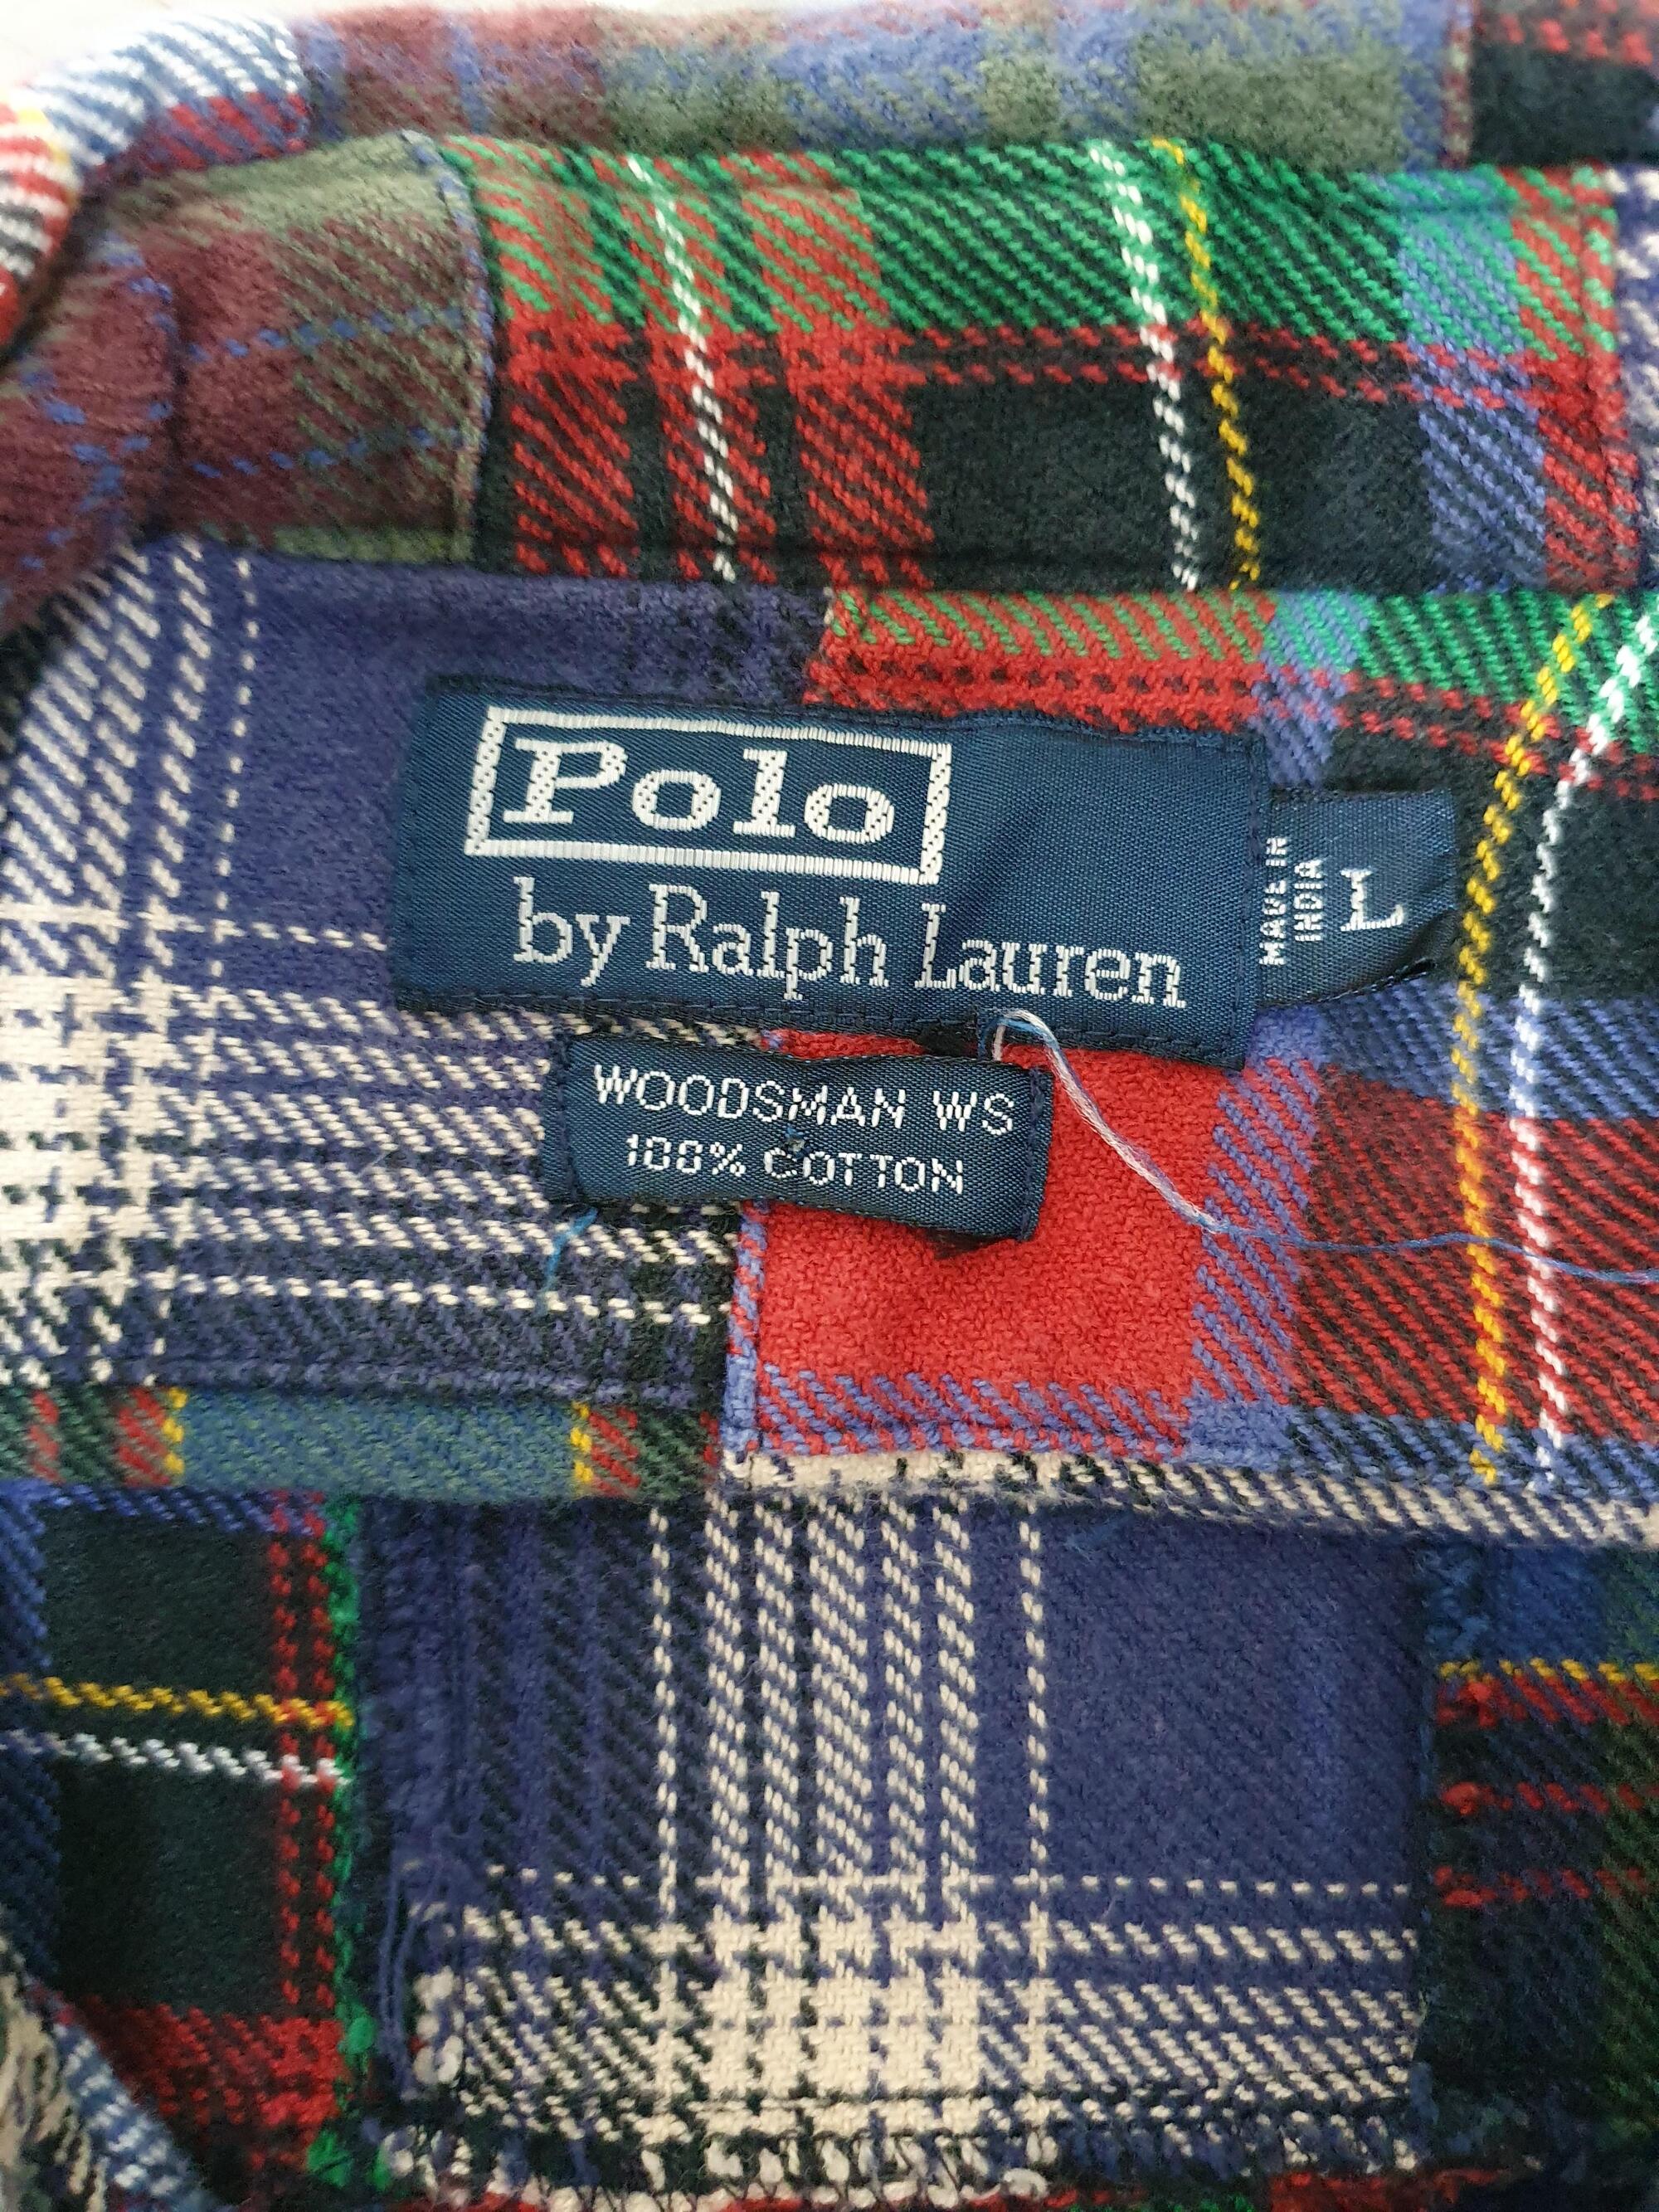 Polo
by Ralph Lauren
MADE IN
INDIA
L
WOODSMAN WS
100% COTTON